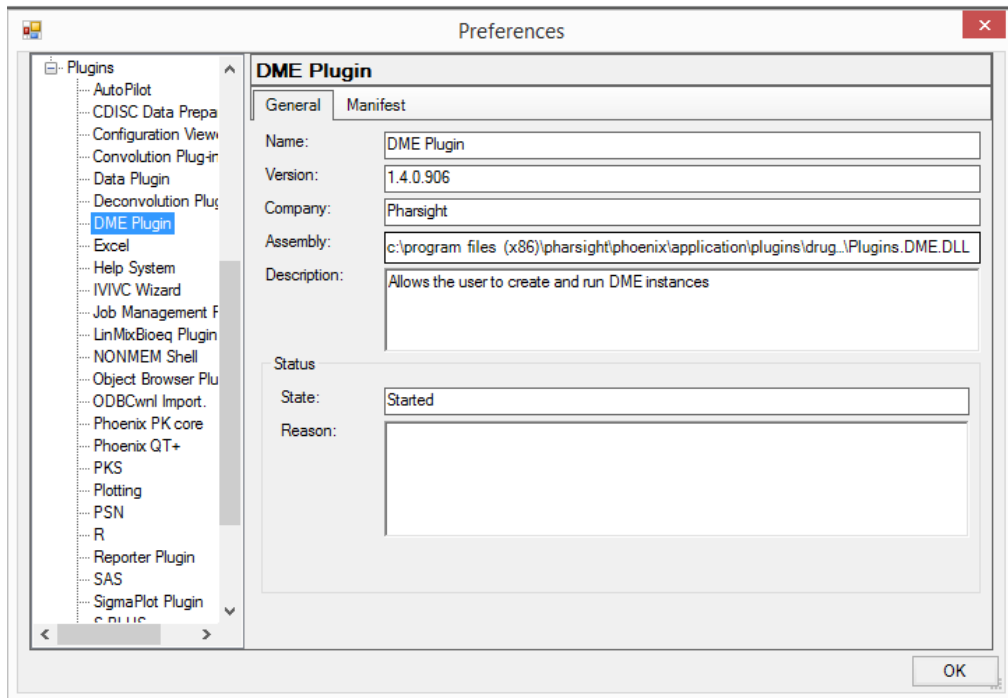 Preferences
Plugins
AutoPilot
CDISC Data Prepa
Configuration View
Convolution Plug-in
Data Plugin
Deconvolution Plug
DME Plugin
Excel
Help System
IVIVC Wizard
Job Management
LinMixBioeq Plugin
NONMEM Shell
Object Browser Plu
ODBCwnl Import.
Phoenix PK core
Phoenix QT+
PKS
Plotting
PSN
R
Reporter Plugin
SAS
SigmaPlot Plugin
DME Plugin
General Manifest
Name: DME Plugin
Version: 1.4.0.906
Company: Pharsight
Assembly: c:\program files (x86)\pharsight\phoenix\application\plugins\drug..\Plugins.DME.DLL
Description: Allows the user to create and run DME instances
Status
State: Started
Reason:
OK